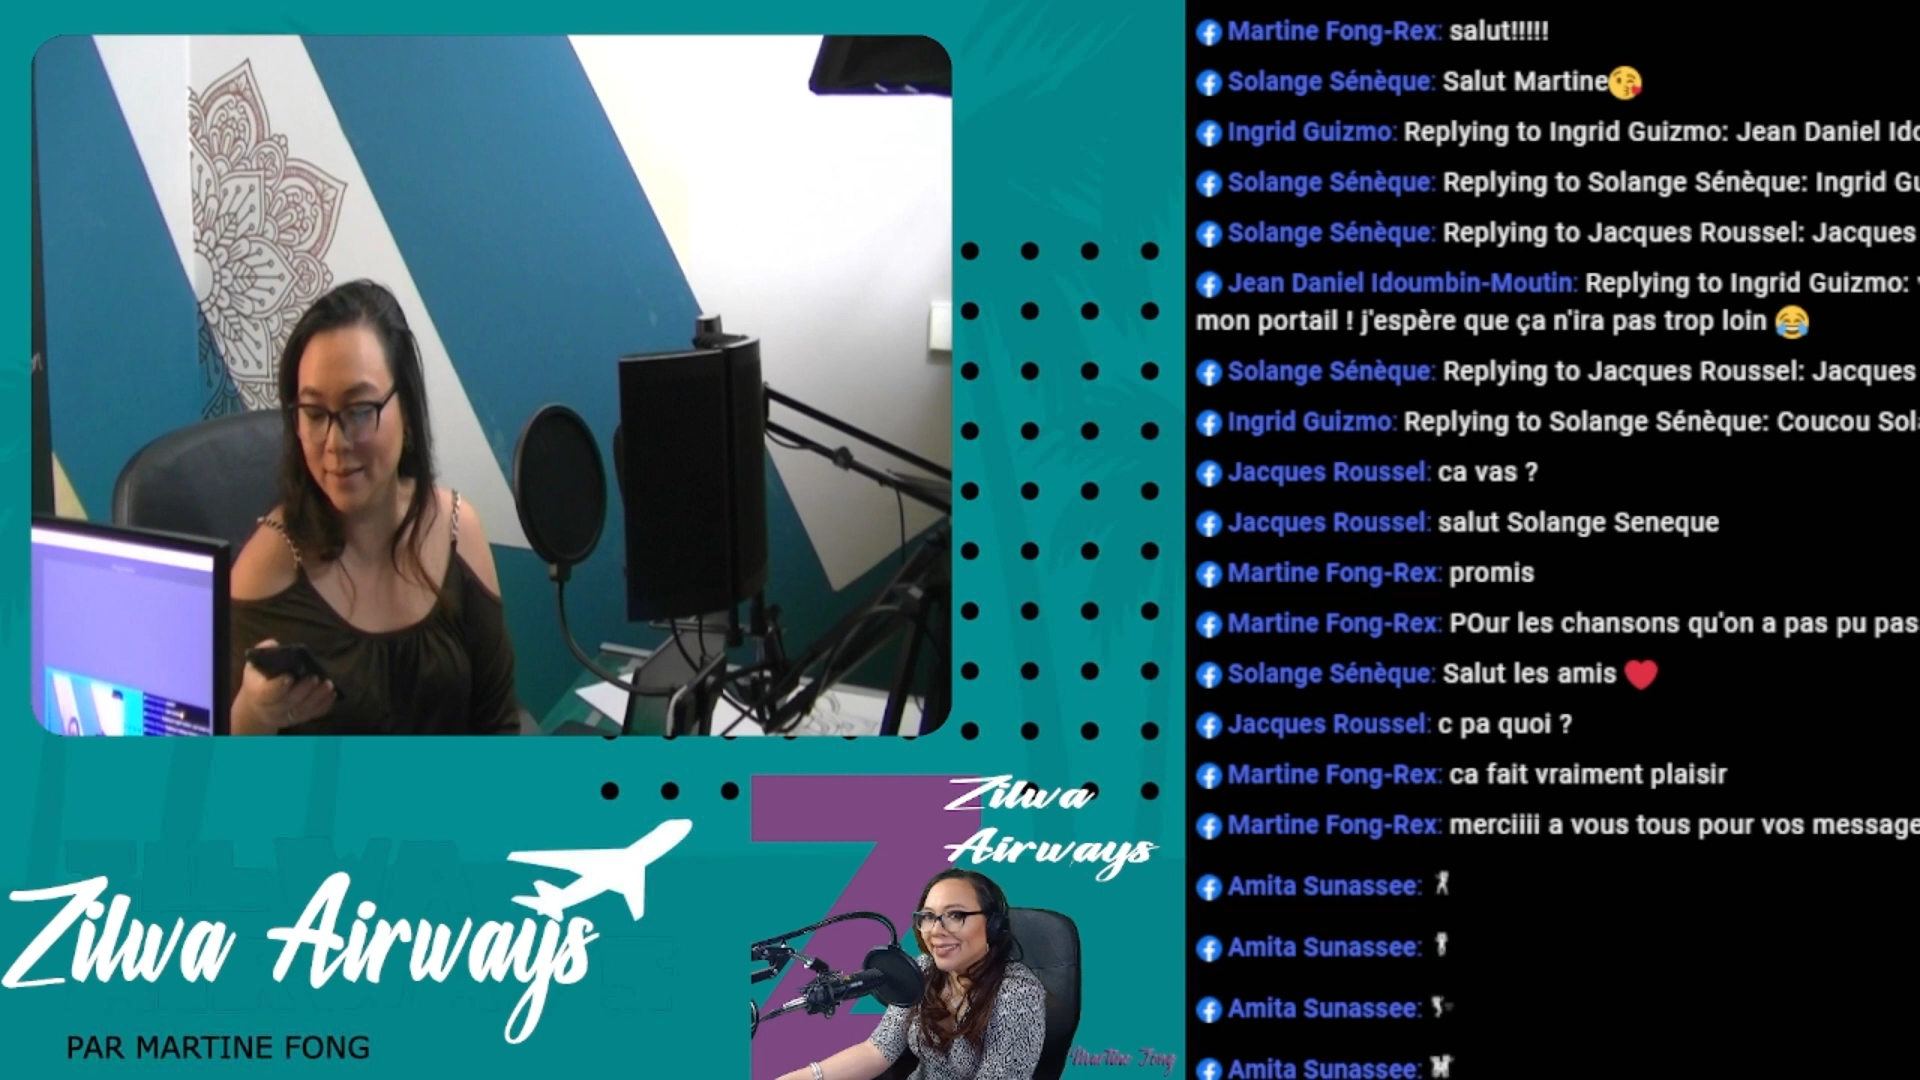 Martine Fong-Rex: salut!!!!!
Solange Sénèque: Salut Martine😘
Ingrid Guizmo: Replying to Ingrid Guizmo: Jean Daniel Ido
Solange Sénèque: Replying to Solange Sénèque: Ingrid Gu
Solange Sénèque: Replying to Jacques Roussel: Jacques
Jean Daniel Idoumbin-Moutin: Replying to Ingrid Guizmo:
mon portail ! j'espère que ça n'ira pas trop loin 😂
Solange Sénèque: Replying to Jacques Roussel: Jacques
Ingrid Guizmo: Replying to Solange Sénèque: Coucou Sola
Jacques Roussel: ca vas ?
Jacques Roussel: salut Solange Seneque
Martine Fong-Rex: promis
Martine Fong-Rex: POur les chansons qu'on a pas pu pas
Solange Sénèque: Salut les amis ❤️
Jacques Roussel: c pa quoi ?
Martine Fong-Rex: ca fait vraiment plaisir
Martine Fong-Rex: merciiii a vous tous pour vos message
Amita Sunassee:
Amita Sunassee:
Amita Sunassee:
Amita Sunassee:
Zilwa Airways
PAR MARTINE FONG
Zilwa
Airways
Martine Fong